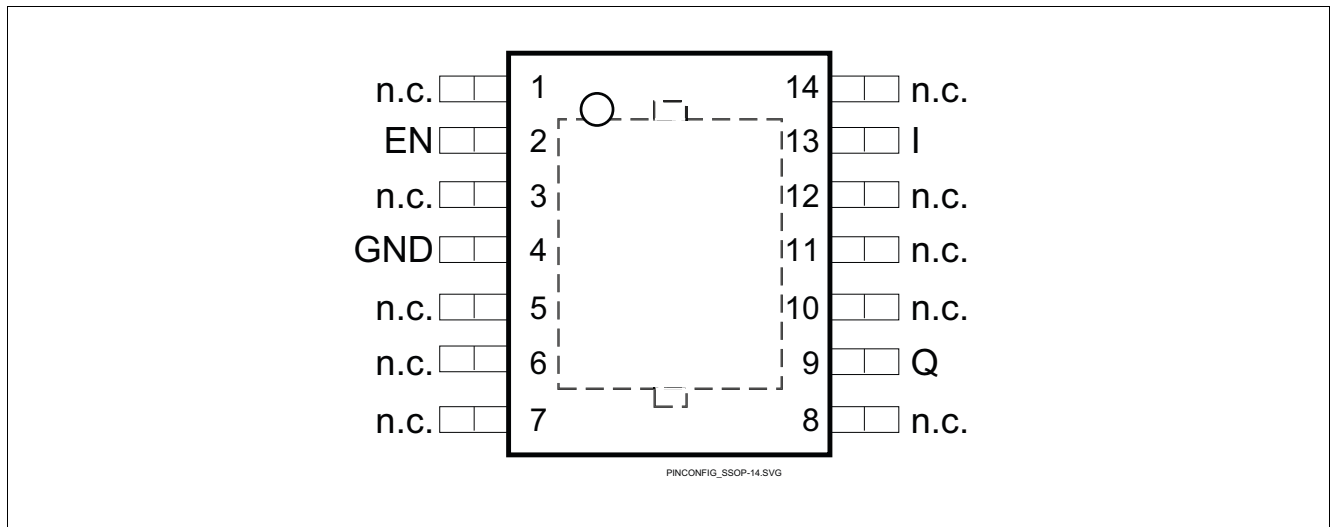 n.c. 1 14 n.c.
EN 2 13 I
n.c. 3 12 n.c.
GND 4 11 n.c.
n.c. 5 10 n.c.
n.c. 6 9 Q
n.c. 7 8 n.c.
PINCONFIG_SSOP-14.SVG